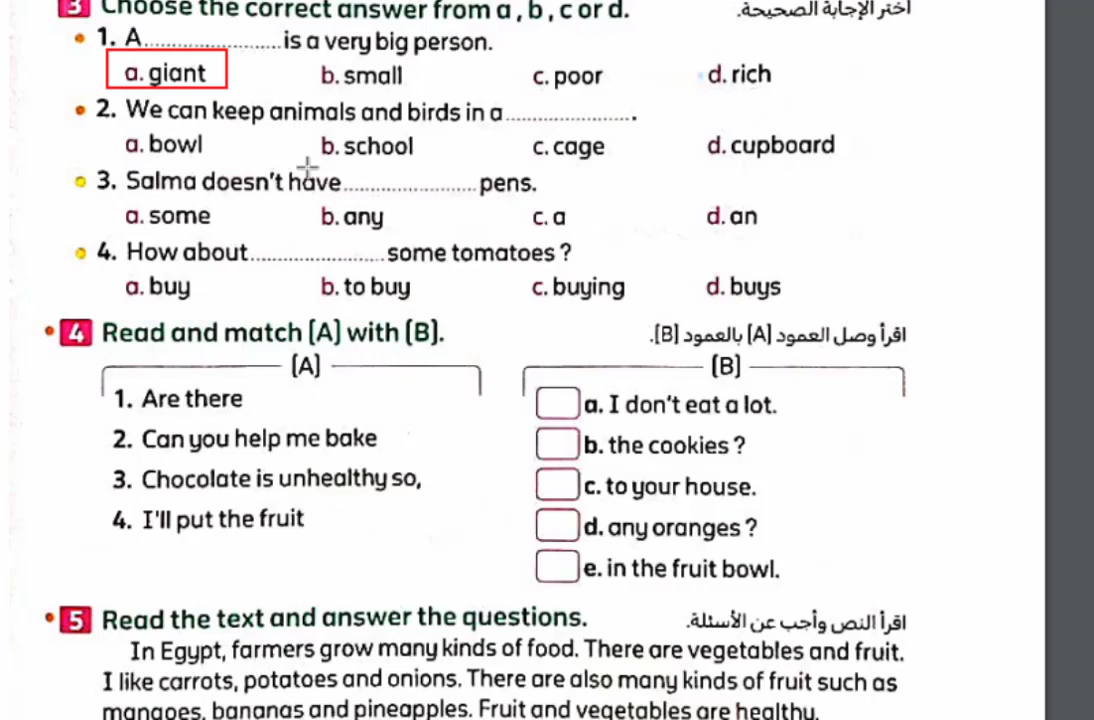 3 Choose the correct answer from a , b , c or d. اختر الإجابة الصحيحة.
1. A........................ is a very big person.
a. giant b. small c. poor d. rich
2. We can keep animals and birds in a ....................... .
a. bowl b. school c. cage d. cupboard
3. Salma doesn't have........................ pens.
a. some b. any c. a d. an
4. How about........................ some tomatoes ?
a. buy b. to buy c. buying d. buys
4 Read and match [A] with [B]. اقرأ وصل العمود [A] بالعمود [B].
[A] [B]
1. Are there a. I don't eat a lot.
2. Can you help me bake b. the cookies ?
3. Chocolate is unhealthy so, c. to your house.
4. I'll put the fruit d. any oranges ?
e. in the fruit bowl.
5 Read the text and answer the questions. اقرأ النص وأجب عن الأسئلة.
In Egypt, farmers grow many kinds of food. There are vegetables and fruit.
I like carrots, potatoes and onions. There are also many kinds of fruit such as
mangoes, bananas and pineapples. Fruit and vegetables are healthy.